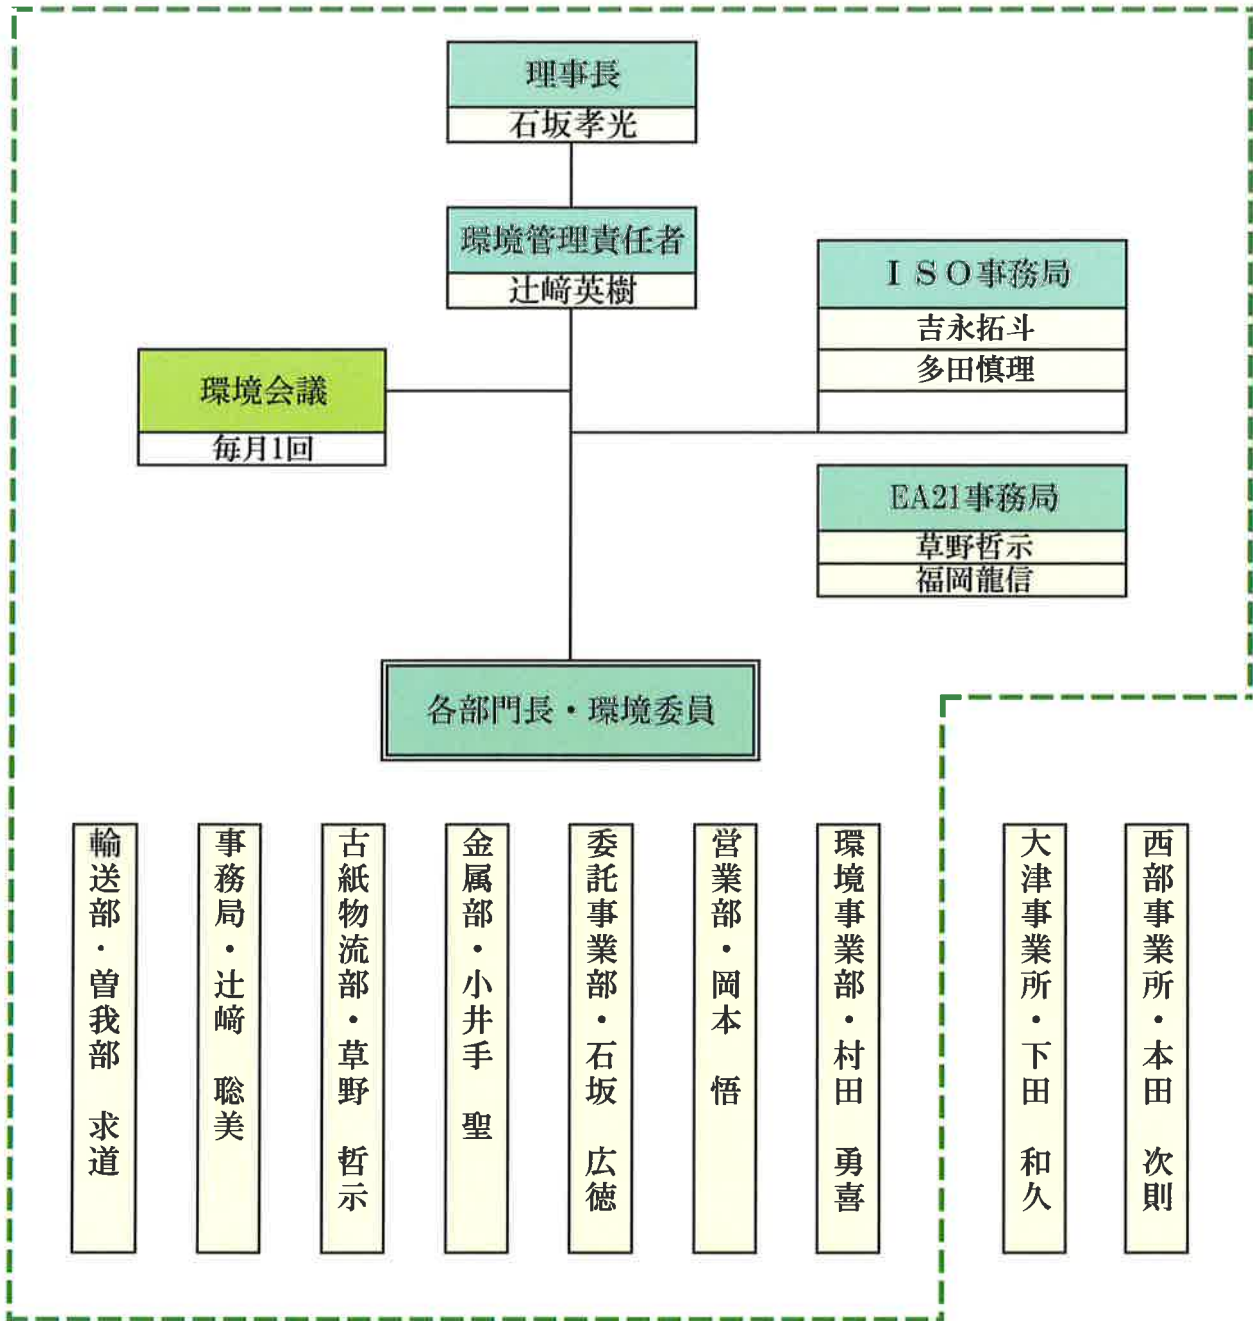 理事長
石坂孝光
環境管理責任者
辻﨑英樹
ISO事務局
吉永拓斗
多田慎理
環境会議
毎月1回
EA21事務局
草野哲示
福岡龍信
各部門長・環境委員
輸送部・曽我部 求道
事務局・辻﨑 聡美
古紙物流部・草野 哲示
金属部・小井手 聖
委託事業部・石坂 広徳
営業部・岡本 悟
環境事業部・村田 勇喜
大津事業所・下田 和久
西部事業所・本田 次則